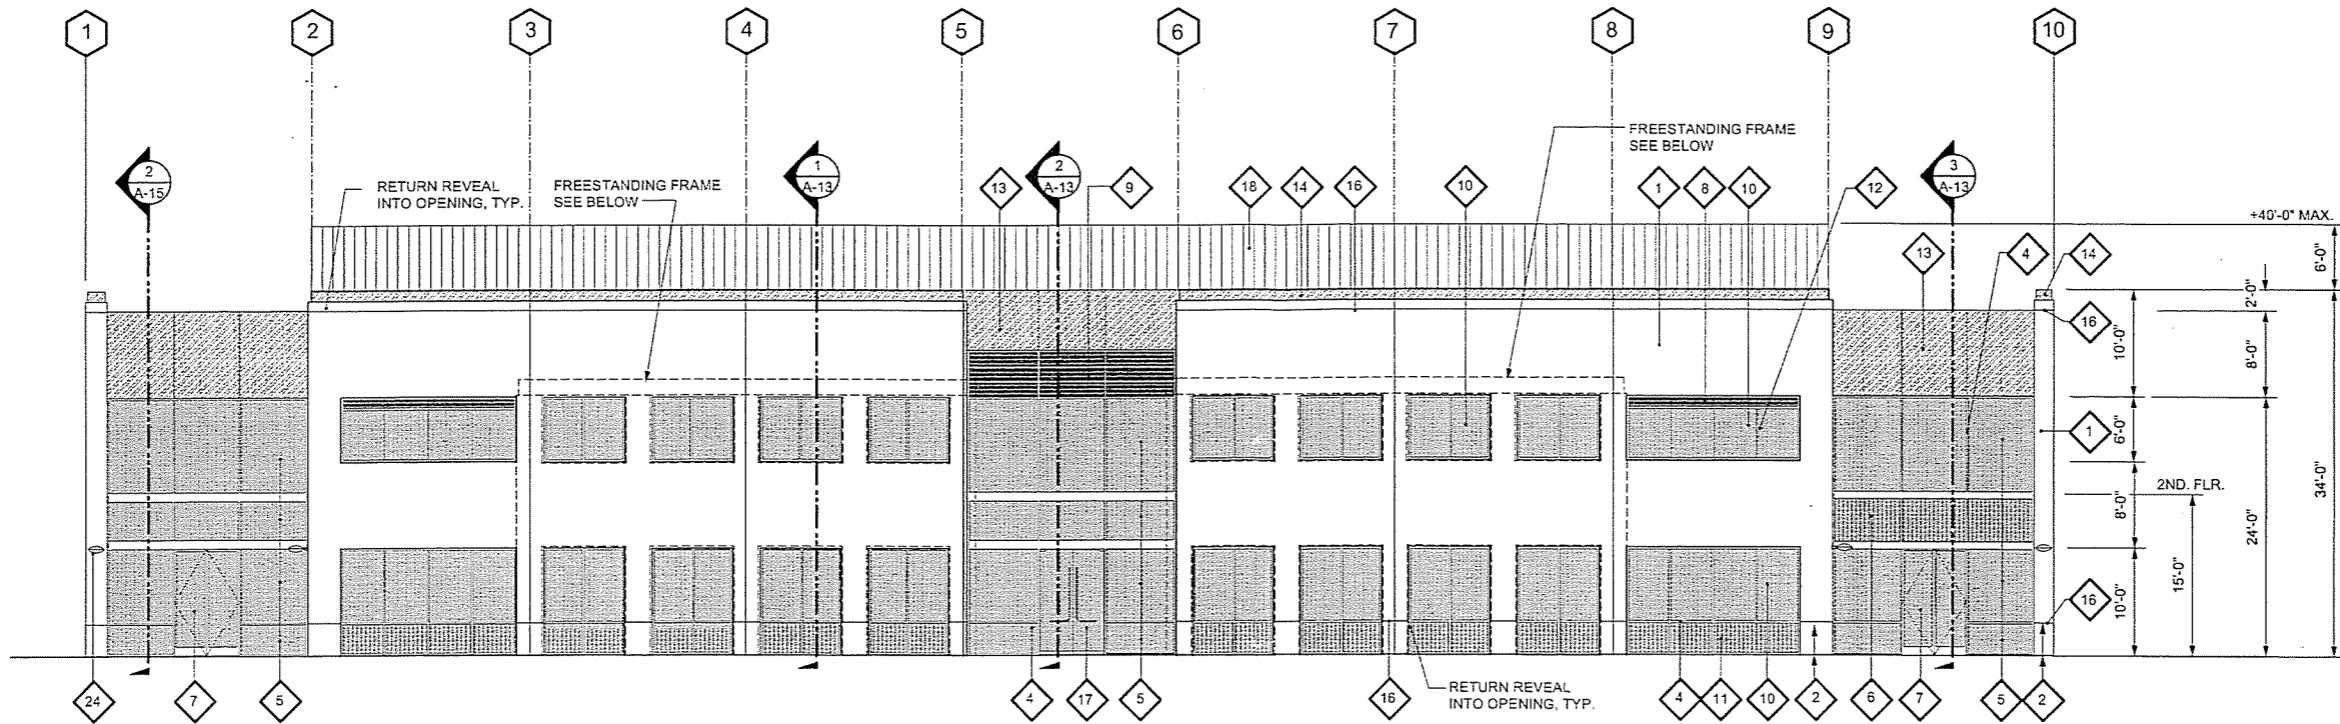 1 2 3 4 5 6 7 8 9 10
FREESTANDING FRAME
SEE BELOW
2
A-15
1
A-13
2
A-13
3
A-13
RETURN REVEAL
INTO OPENING, TYP.
FREESTANDING FRAME
SEE BELOW
13 9 18 14 16 10 1 8 10 12
+40'-0" MAX.
13 4 14
6'-0"
2'-0"
16
10'-0"
8'-0"
1
6'-0"
2ND. FLR.
34'-0"
8'-0"
24'-0"
15'-0"
16
10'-0"
24 7 5 4 17 5 16
RETURN REVEAL
INTO OPENING, TYP.
4 11 10 2 6 7 5 2